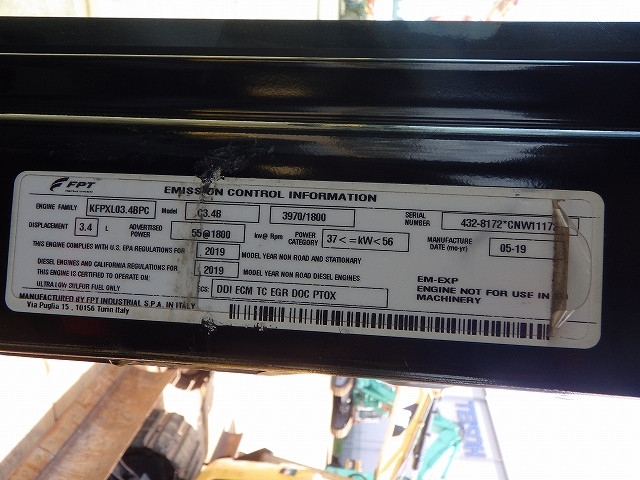 FPT
EMISSION CONTROL INFORMATION
ENGINE FAMILY KFPXL03.4BPC Model C3.4B 3970/1800 SERIAL NUMBER 432-8172*CNW1117
DISPLACEMENT 3.4 L ADVERTISED POWER 55@1800 kw@Rpm POWER CATEGORY 37<=kW<56 MANUFACTURE DATE (mo-yr) 05-19
THIS ENGINE COMPLIES WITH U.S. EPA REGULATIONS FOR 2019 MODEL YEAR NON ROAD AND STATIONARY
DIESEL ENGINES AND CALIFORNIA REGULATIONS FOR 2019 MODEL YEAR NON ROAD DIESEL ENGINES
THIS ENGINE IS CERTIFIED TO OPERATE ON:
ULTRA LOW SULFUR FUEL ONLY ECS: DDI ECM TC EGR DOC PTOX
EM-EXP
ENGINE NOT FOR USE IN
MACHINERY
MANUFACTURED BY FPT INDUSTRIAL S.P.A. IN ITALY
Via Puglia 15 , 10156 Turin Italy